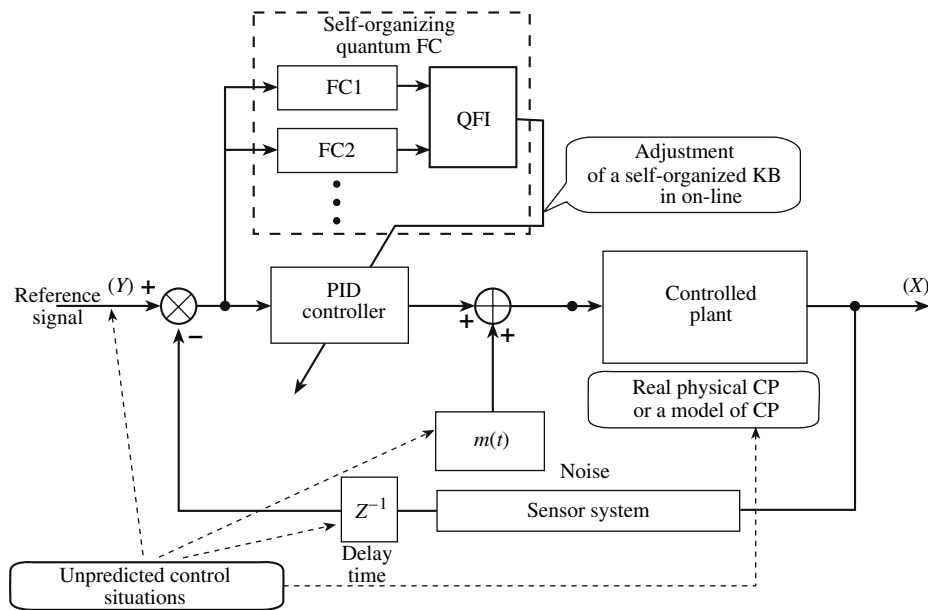 Self-organizing
quantum FC
FC1
QFI
FC2
Adjustment
of a self-organized KB
in on-line
Reference
signal
(Y)
+
−
PID
controller
+
+
Controlled
plant
(X)
Real physical CP
or a model of CP
m(t)
Noise
Z⁻¹
Sensor system
Delay
time
Unpredicted control
situations